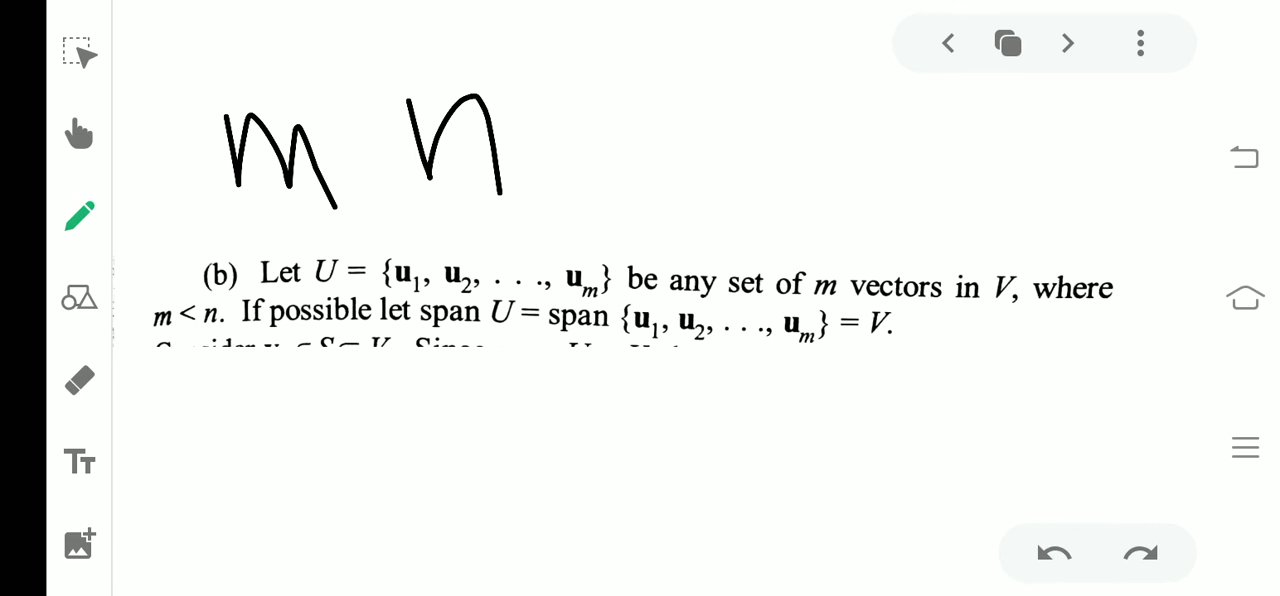 m n
(b) Let U = {u₁, u₂, . . ., uₘ} be any set of m vectors in V, where
m < n. If possible let span U = span {u₁, u₂, . . ., uₘ} = V.